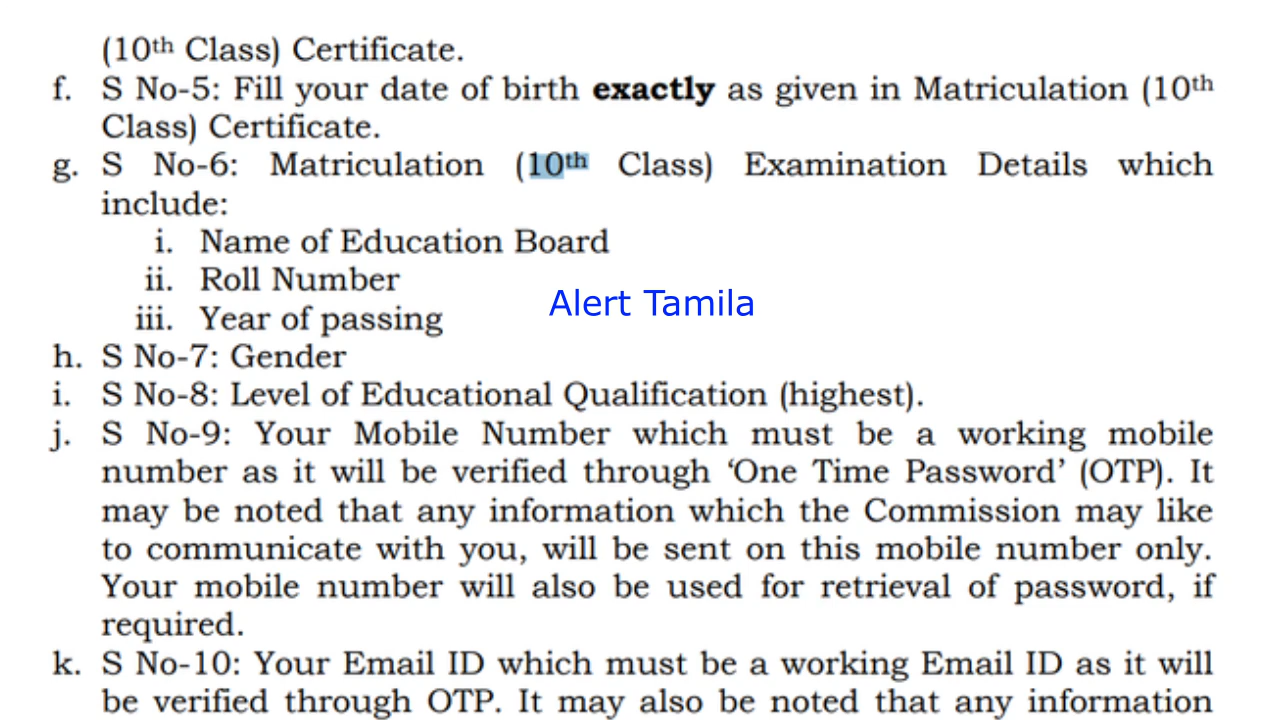 (10th Class) Certificate.
f. S No-5: Fill your date of birth exactly as given in Matriculation (10th
Class) Certificate.
g. S No-6: Matriculation (10th Class) Examination Details which
include:
i. Name of Education Board
ii. Roll Number
Alert Tamila
iii. Year of passing
h. S No-7: Gender
i. S No-8: Level of Educational Qualification (highest).
j. S No-9: Your Mobile Number which must be a working mobile
number as it will be verified through ‘One Time Password’ (OTP). It
may be noted that any information which the Commission may like
to communicate with you, will be sent on this mobile number only.
Your mobile number will also be used for retrieval of password, if
required.
k. S No-10: Your Email ID which must be a working Email ID as it will
be verified through OTP. It may also be noted that any information